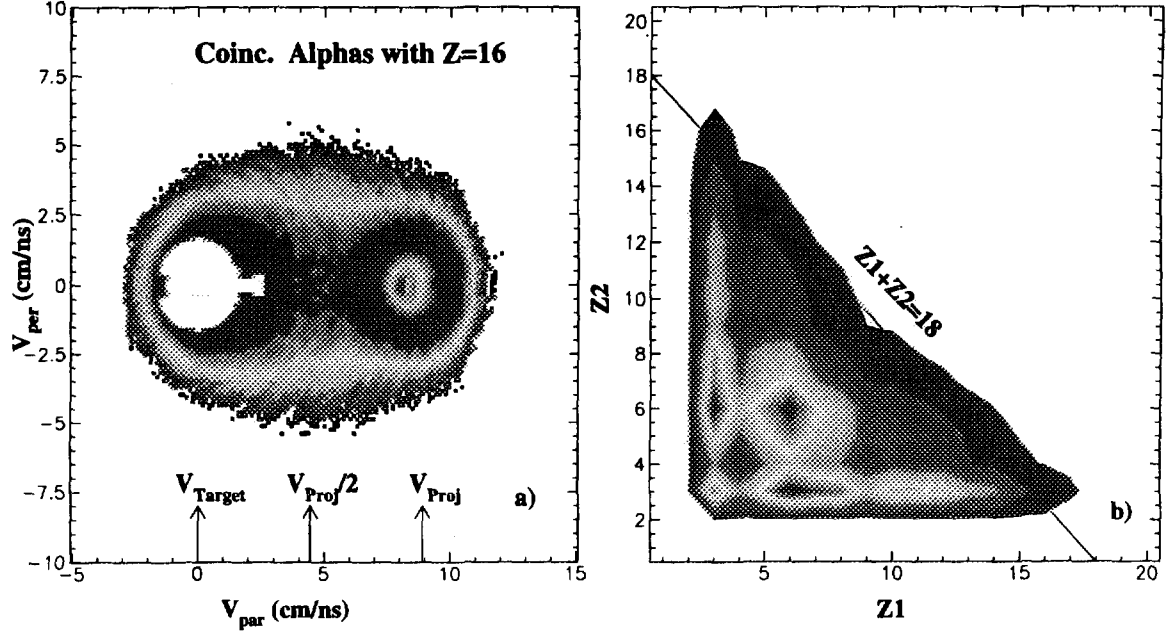 Coinc. Alphas with Z=16
10
7.5
5
2.5
0
−2.5
−5
−7.5
−10
V_per (cm/ns)
V_Target V_Proj/2 V_Proj
a)
−5 0 5 10 15
V_par (cm/ns)
20
18
16
14
12
10
8
6
4
2
Z2
Z1+Z2=18
b)
5 10 15 20
Z1